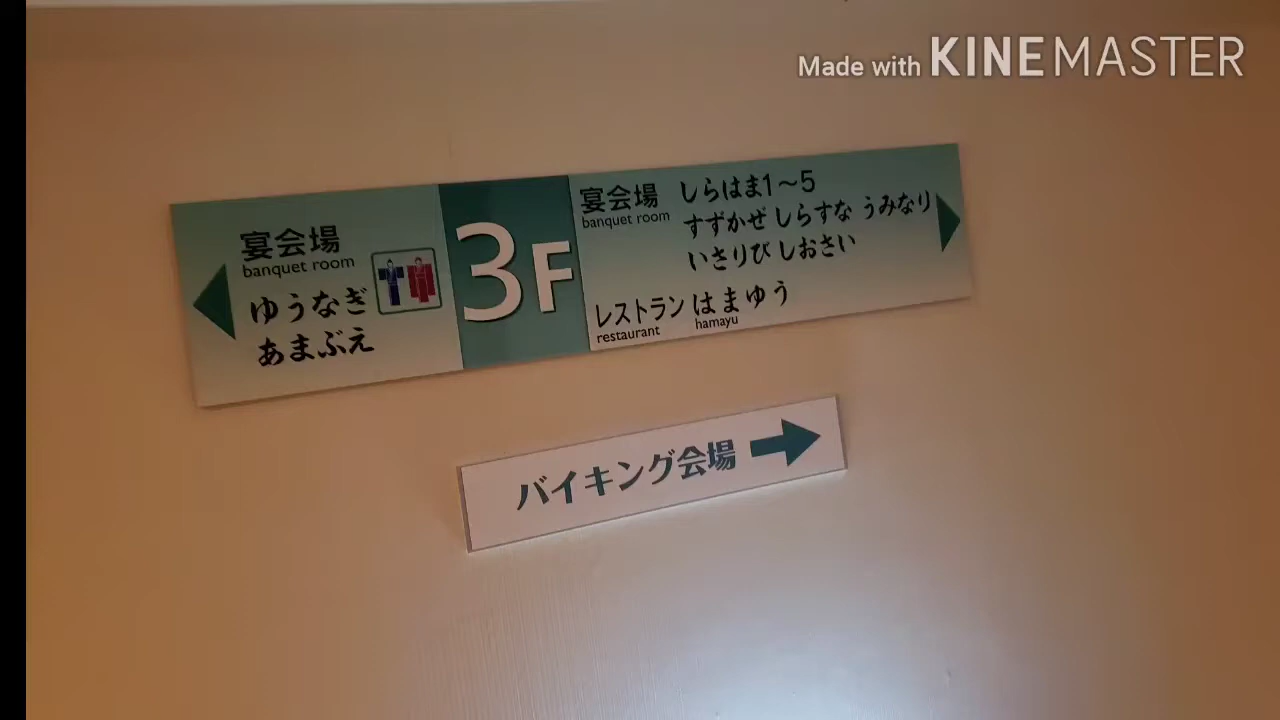 Made with KINEMASTER
宴会場
banquet room
ゆうなぎ
あまぶえ
3F
宴会場 しらはま1～5
banquet room
すずかぜ しらすな うみなり
いさりび しおさい
レストラン はまゆう
restaurant hamayu
バイキング会場